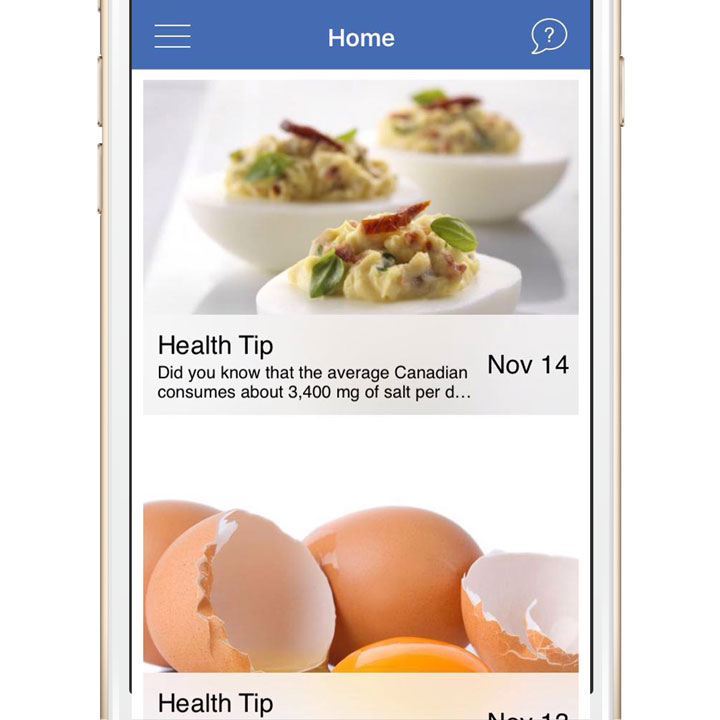 Home
?
Health Tip
Did you know that the average Canadian
consumes about 3,400 mg of salt per d…
Nov 14
Health Tip